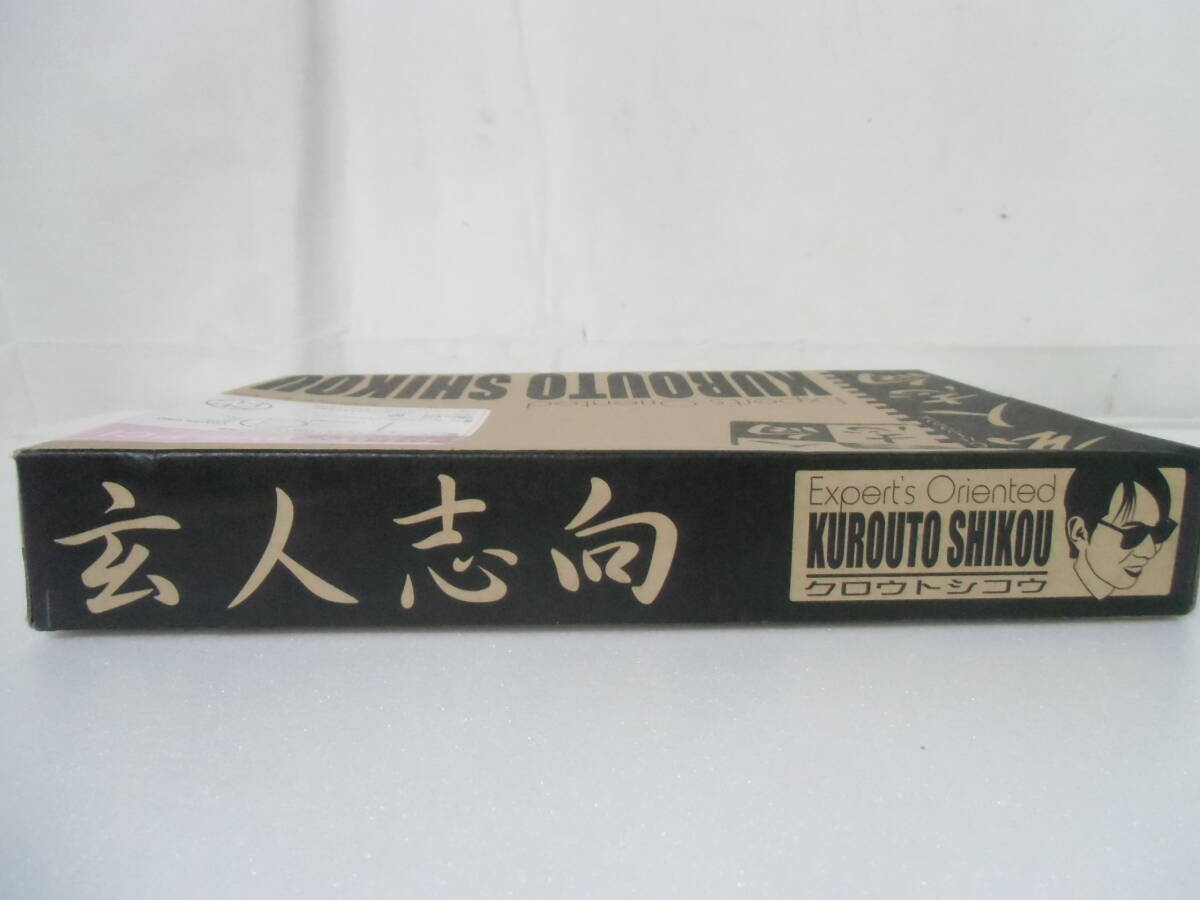 KUROUTO SHIKOU
Expert's Oriented
玄人志向
Expert's Oriented
KUROUTO SHIKOU
クロウトシコウ